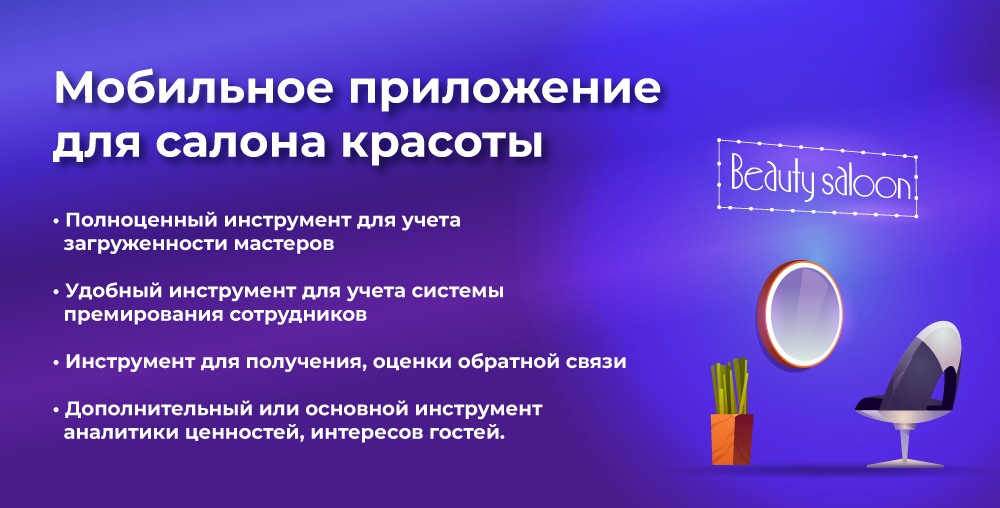 Мобильное приложение
для салона красоты
• Полноценный инструмент для учета
загруженности мастеров
• Удобный инструмент для учета системы
премирования сотрудников
• Инструмент для получения, оценки обратной связи
• Дополнительный или основной инструмент
аналитики ценностей, интересов гостей.
Beauty saloon